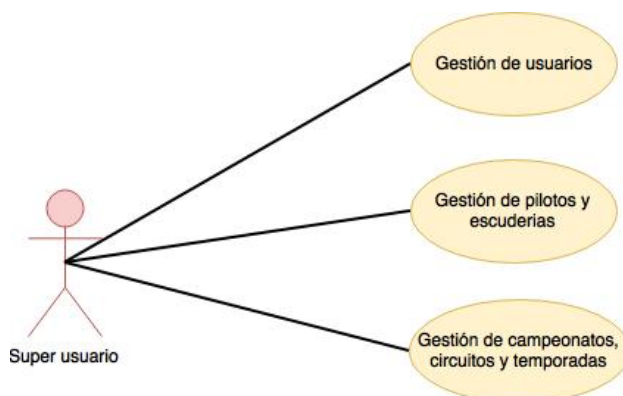 Gestión de usuarios
Gestión de pilotos y
escuderias
Gestión de campeonatos,
circuitos y temporadas
Super usuario